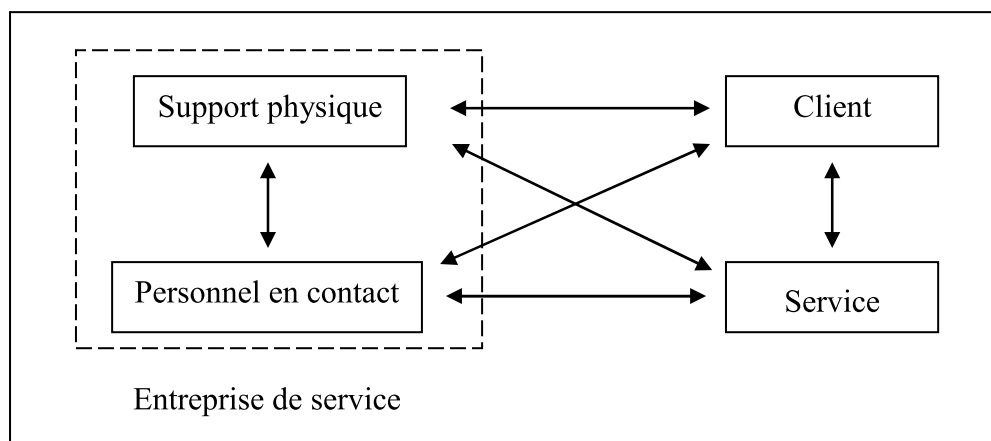 Support physique
Client
Personnel en contact
Service
Entreprise de service